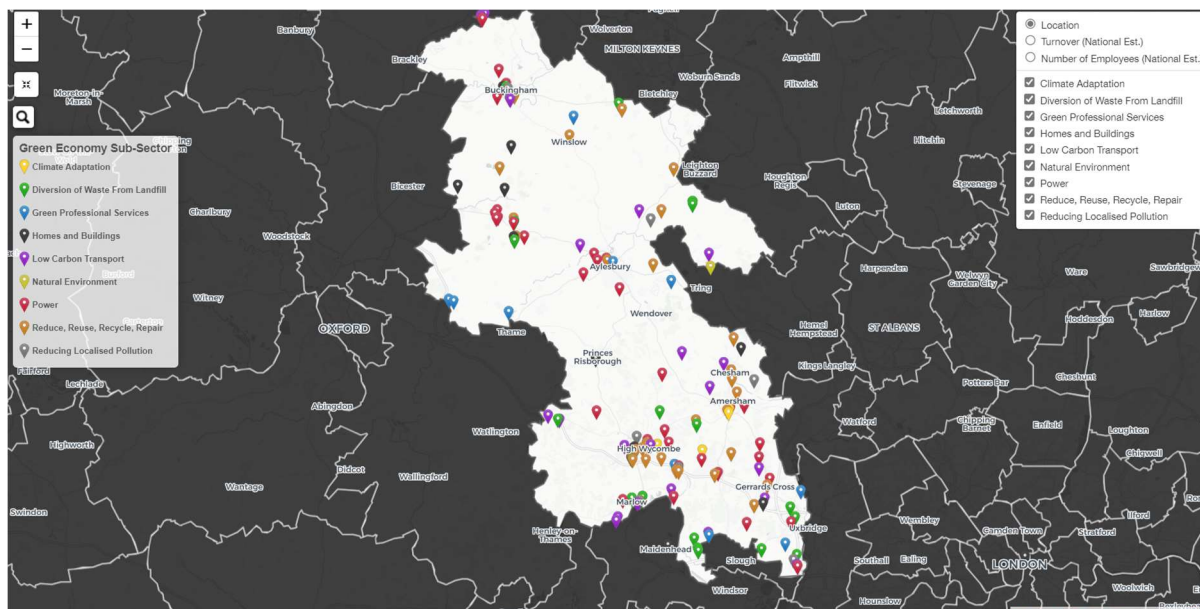 +
−
Location
Turnover (National Est.)
Number of Employees (National Est.
Climate Adaptation
Diversion of Waste From Landfill
Green Professional Services
Homes and Buildings
Low Carbon Transport
Natural Environment
Power
Reduce, Reuse, Recycle, Repair
Reducing Localised Pollution
Green Economy Sub-Sector
Climate Adaptation
Diversion of Waste From Landfill
Green Professional Services
Homes and Buildings
Low Carbon Transport
Natural Environment
Power
Reduce, Reuse, Recycle, Repair
Reducing Localised Pollution
Banbury
Wolverton
MILTON KEYNES
Brackley
Ampthill
Woburn Sands
Flitwick
Moreton-in-
Marsh
Buckingham
Bletchley
Letchworth
Winslow
Hitchin
Leighton
Buzzard
Houghton
Regis
Stevenage
Bicester
Luton
Charlbury
Woodstock
Aylesbury
Harpenden
Welwyn
Garden City
Ware
Sawbridgew
Tring
Witney
Wendover
Hoddesdon
Harlow
OXFORD
Thame
Hemel
Hempstead
ST ALBANS
Princes
Risborough
Kings Langley
Cheshunt
Fairford
Lechlade
Chesham
Potters Bar
Abingdon
Amersham
Watford
Chipping
Barnet
Enfield
Loughton
Watlington
Highworth
High Wycombe
Chigwell
Didcot
Wallingford
Wantage
Gerrards Cross
Marlow
Swindon
Henley-on-
Thames
Uxbridge
Wembley
Camden Town
Stratford
Ilford
Maidenhead
Slough
Southall
Ealing
LONDON
Windsor
Woolwich
Hounslow